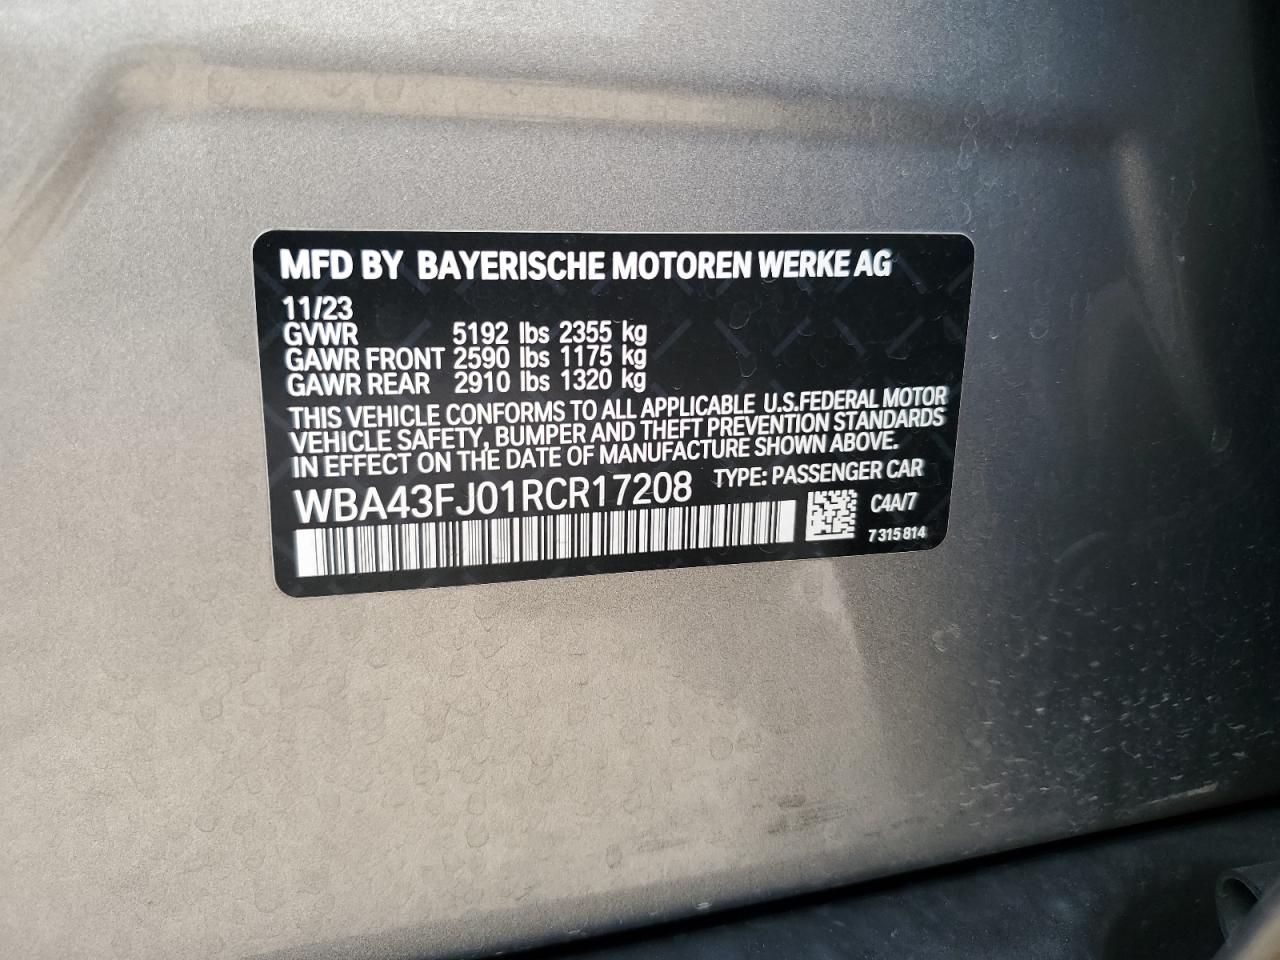 MFD BY BAYERISCHE MOTOREN WERKE AG
11/23
GVWR 5192 lbs 2355 kg
GAWR FRONT 2590 lbs 1175 kg
GAWR REAR 2910 lbs 1320 kg
THIS VEHICLE CONFORMS TO ALL APPLICABLE U.S.FEDERAL MOTOR
VEHICLE SAFETY, BUMPER AND THEFT PREVENTION STANDARDS
IN EFFECT ON THE DATE OF MANUFACTURE SHOWN ABOVE.
WBA43FJ01RCR17208 TYPE: PASSENGER CAR
C4A/7
7 315 814